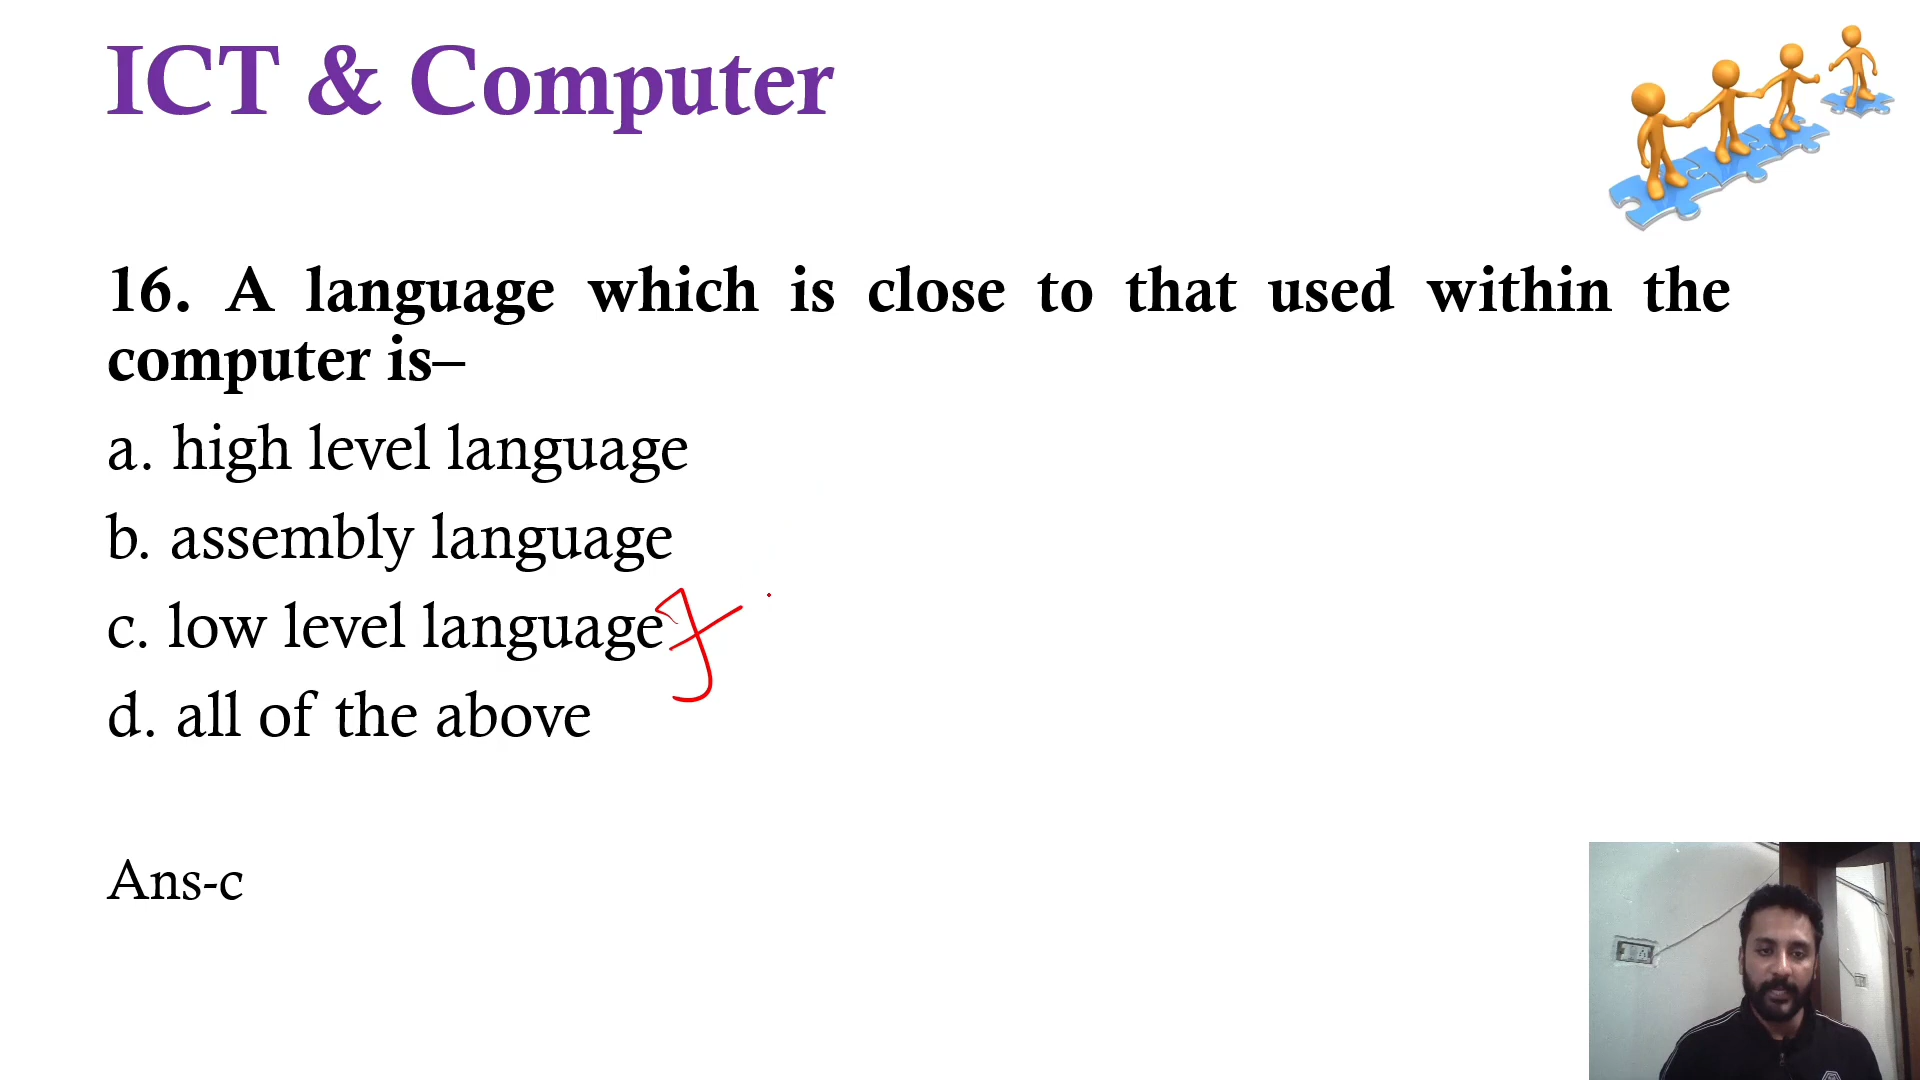 ICT & Computer
16. A language which is close to that used within the
computer is–
a. high level language
b. assembly language
c. low level language
d. all of the above
Ans-c